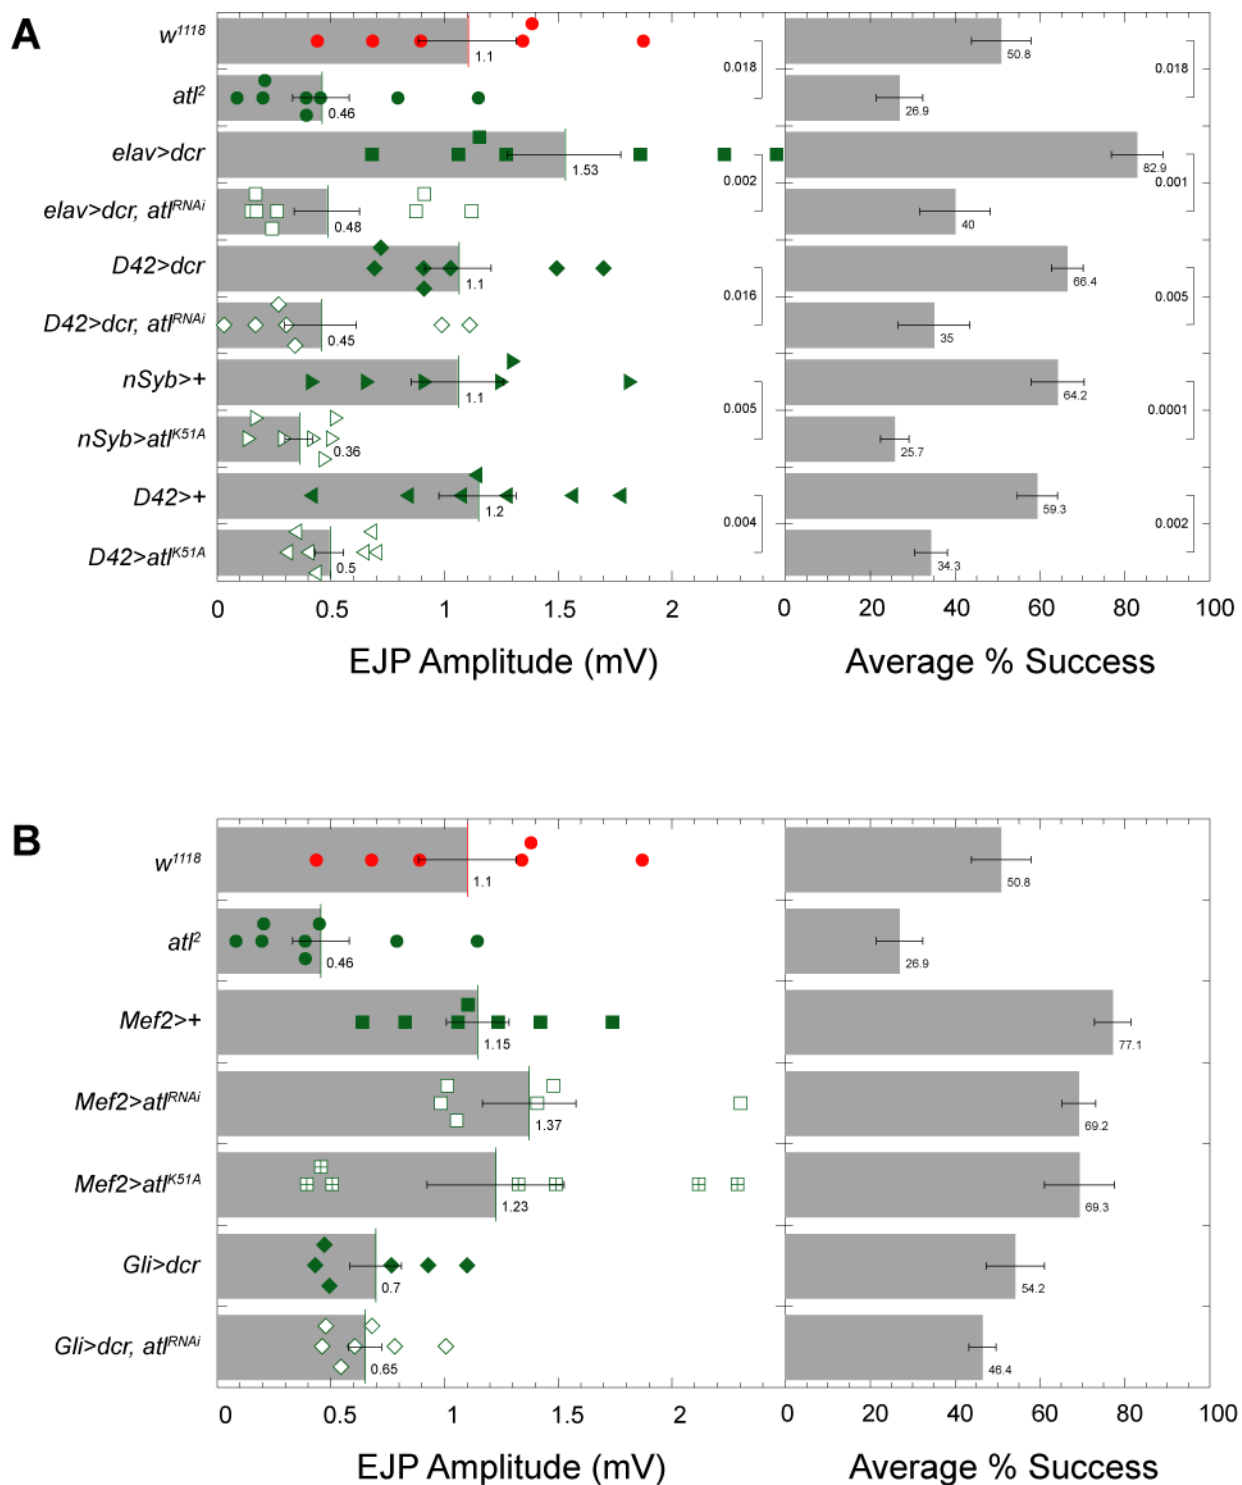 A
w1118
1.1
0.018
50.8
0.018
atl2
0.46
26.9
elav>dcr
1.53
0.002
82.9
0.001
elav>dcr, atlRNAi
0.48
40
D42>dcr
1.1
0.016
66.4
0.005
D42>dcr, atlRNAi
0.45
35
nSyb>+
1.1
0.005
64.2
0.0001
nSyb>atlK51A
0.36
25.7
D42>+
1.2
0.004
59.3
0.002
D42>atlK51A
0.5
34.3
0 0.5 1 1.5 2 0 20 40 60 80 100
EJP Amplitude (mV) Average % Success
B
w1118
1.1
50.8
atl2
0.46
26.9
Mef2>+
1.15
77.1
Mef2>atlRNAi
1.37
69.2
Mef2>atlK51A
1.23
69.3
Gli>dcr
0.7
54.2
Gli>dcr, atlRNAi
0.65
46.4
0 0.5 1 1.5 2 0 20 40 60 80 100
EJP Amplitude (mV) Average % Success